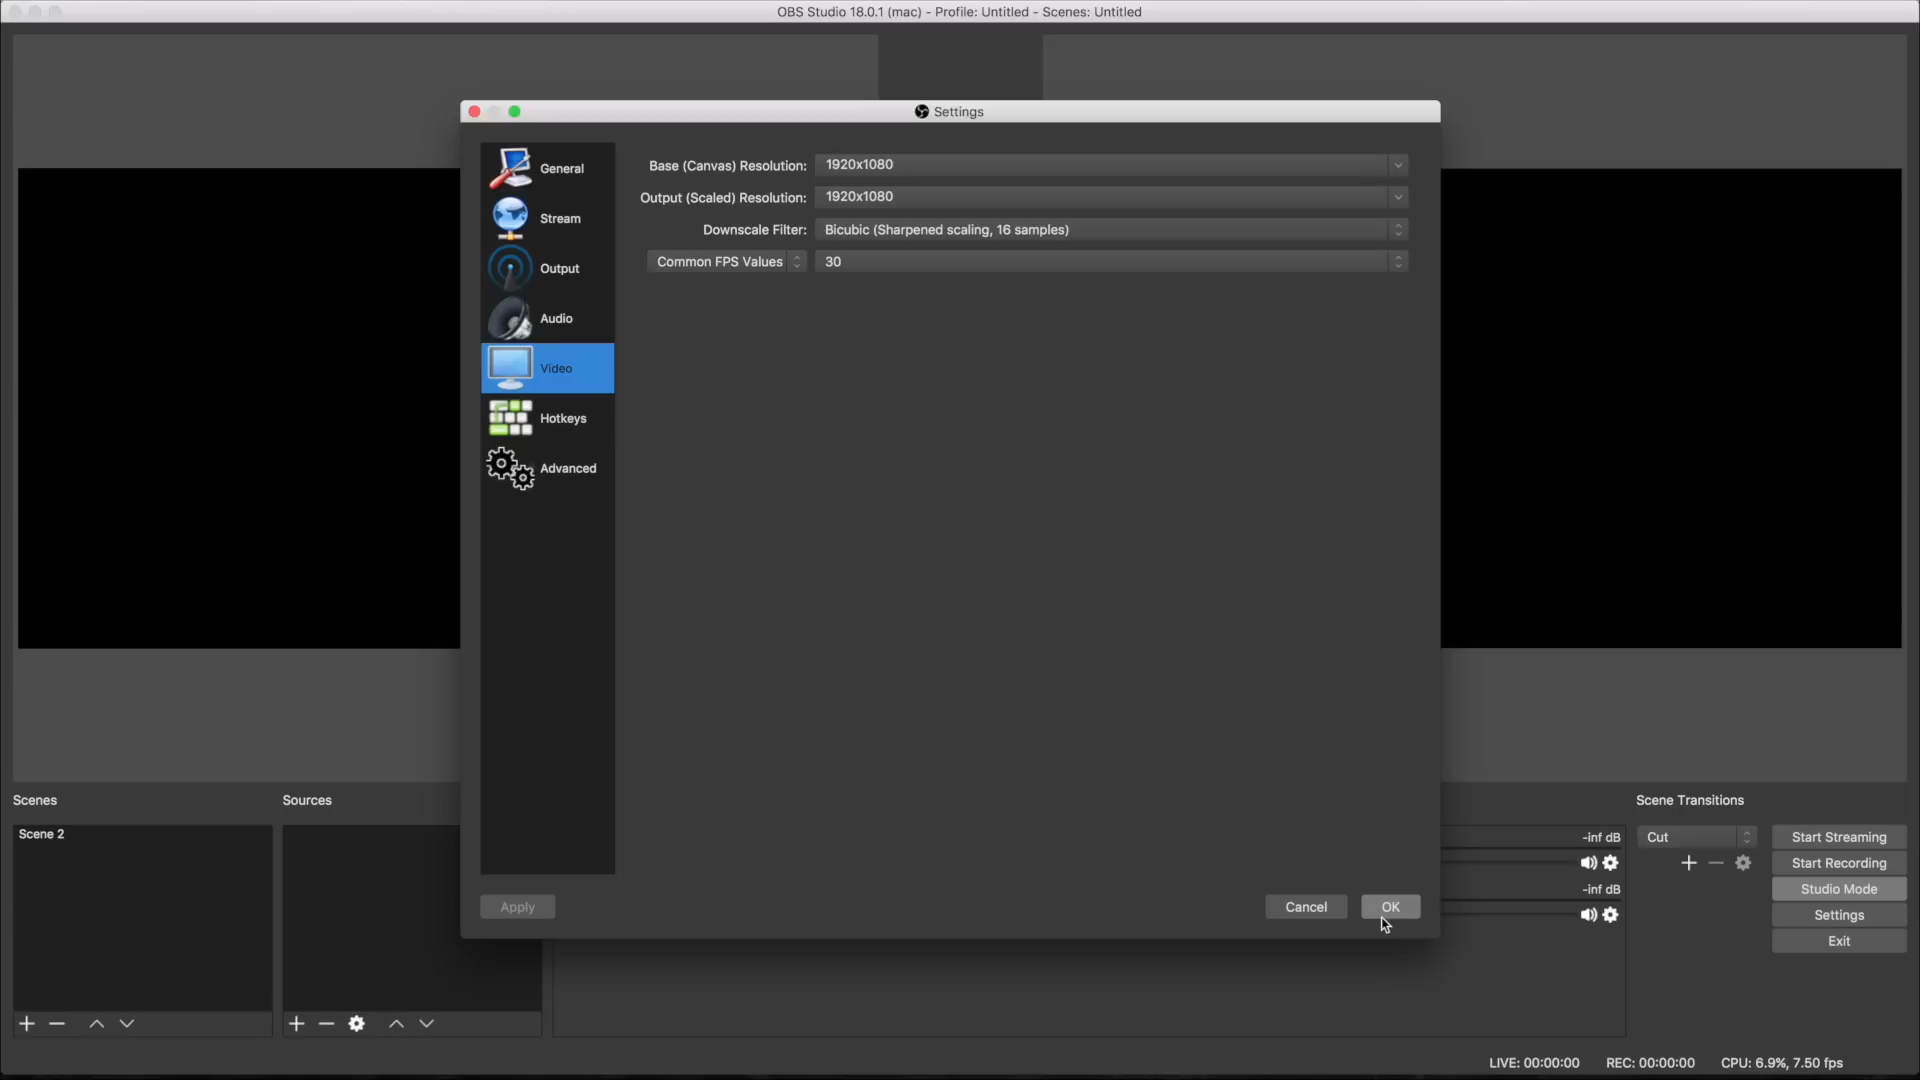 OBS Studio 18.0.1 (mac) - Profile: Untitled - Scenes: Untitled
Settings
General
Stream
Output
Audio
Video
Hotkeys
Advanced
Base (Canvas) Resolution: 1920x1080
Output (Scaled) Resolution: 1920x1080
Downscale Filter: Bicubic (Sharpened scaling, 16 samples)
Common FPS Values 30
Apply
Cancel
OK
Scenes
Scene 2
Sources
-inf dB
-inf dB
Scene Transitions
Cut
Start Streaming
Start Recording
Studio Mode
Settings
Exit
LIVE: 00:00:00 REC: 00:00:00 CPU: 6.9%, 7.50 fps